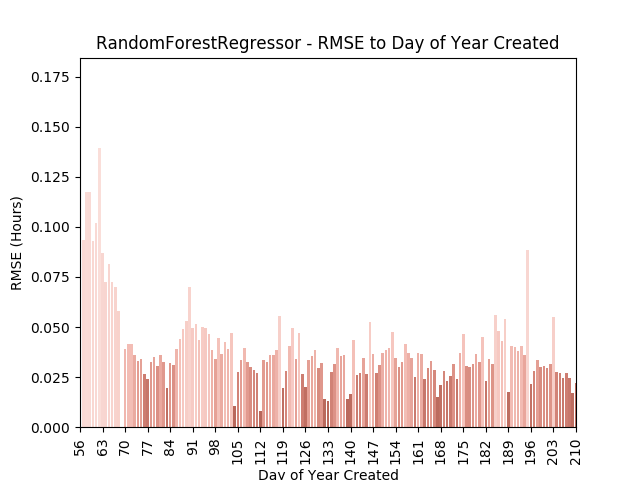 RandomForestRegressor - RMSE to Day of Year Created
0.175
0.150
0.125
0.100
0.075
0.050
0.025
0.000
RMSE (Hours)
56 63 70 77 84 91 98 105 112 119 126 133 140 147 154 161 168 175 182 189 196 203 210
Day of Year Created